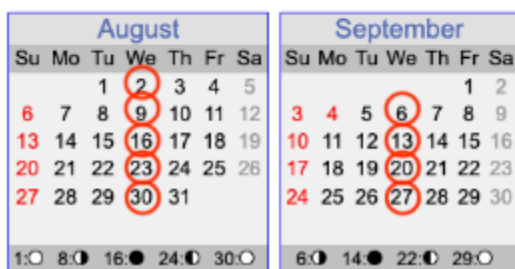 August
Su Mo Tu We Th Fr Sa
1 2 3 4 5
6 7 8 9 10 11 12
13 14 15 16 17 18 19
20 21 22 23 24 25 26
27 28 29 30 31
1: 8: 16: 24: 30:
September
Su Mo Tu We Th Fr Sa
1 2
3 4 5 6 7 8 9
10 11 12 13 14 15 16
17 18 19 20 21 22 23
24 25 26 27 28 29 30
6: 14: 22: 29: